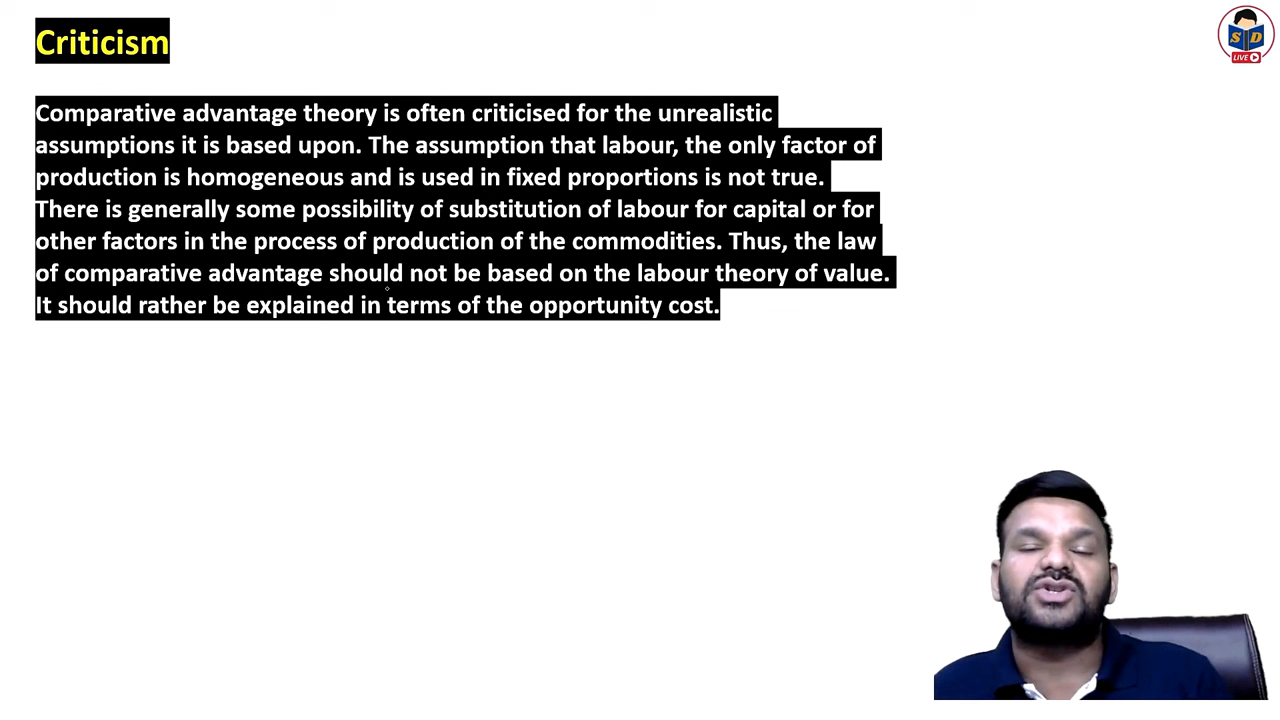 Criticism
S D
LIVE
Comparative advantage theory is often criticised for the unrealistic
assumptions it is based upon. The assumption that labour, the only factor of
production is homogeneous and is used in fixed proportions is not true.
There is generally some possibility of substitution of labour for capital or for
other factors in the process of production of the commodities. Thus, the law
of comparative advantage should not be based on the labour theory of value.
It should rather be explained in terms of the opportunity cost.